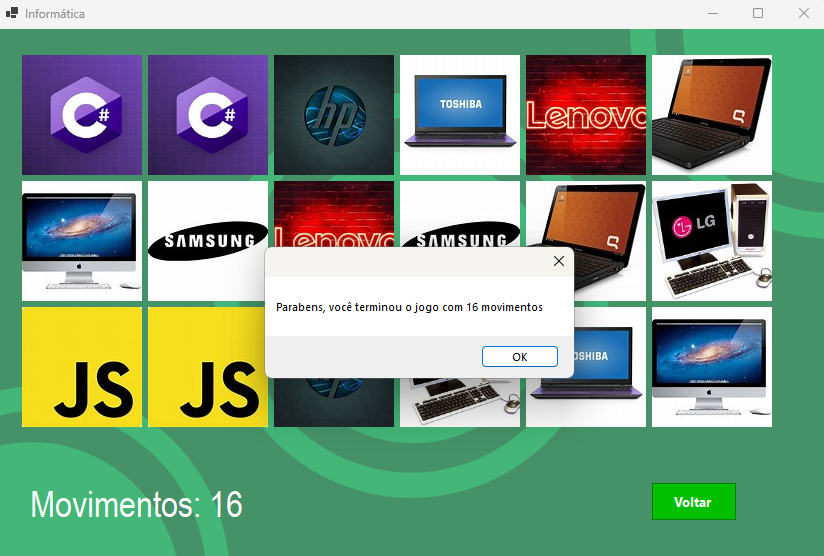 Informática
C#
C#
hp
TOSHIBA
Lenovo
SAMSUNG
Lenovo
SAMSUNG
LG
Parabens, você terminou o jogo com 16 movimentos
OK
JS
JS
TOSHIBA
Movimentos: 16
Voltar